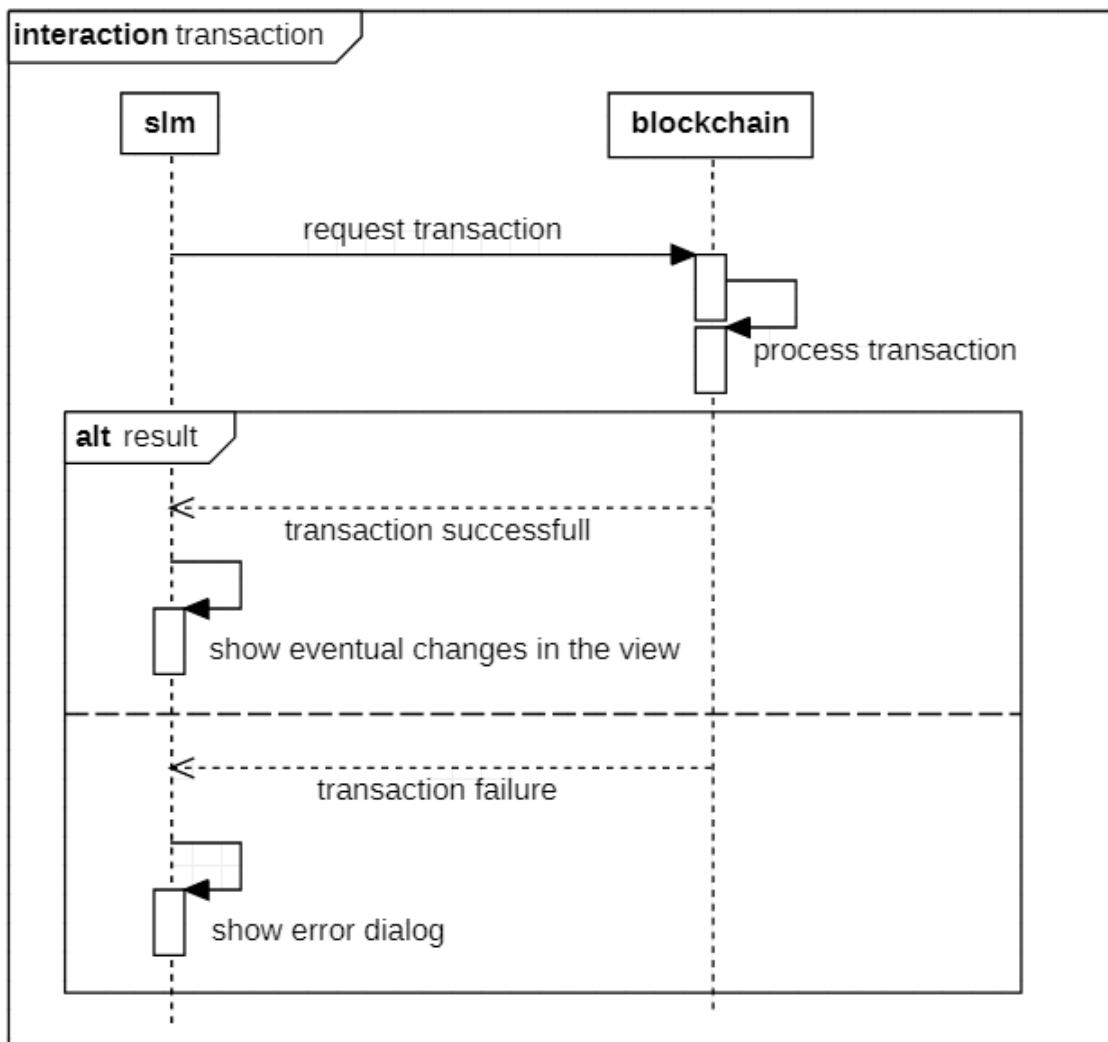 interaction transaction
slm
blockchain
request transaction
process transaction
alt result
transaction successfull
show eventual changes in the view
transaction failure
show error dialog